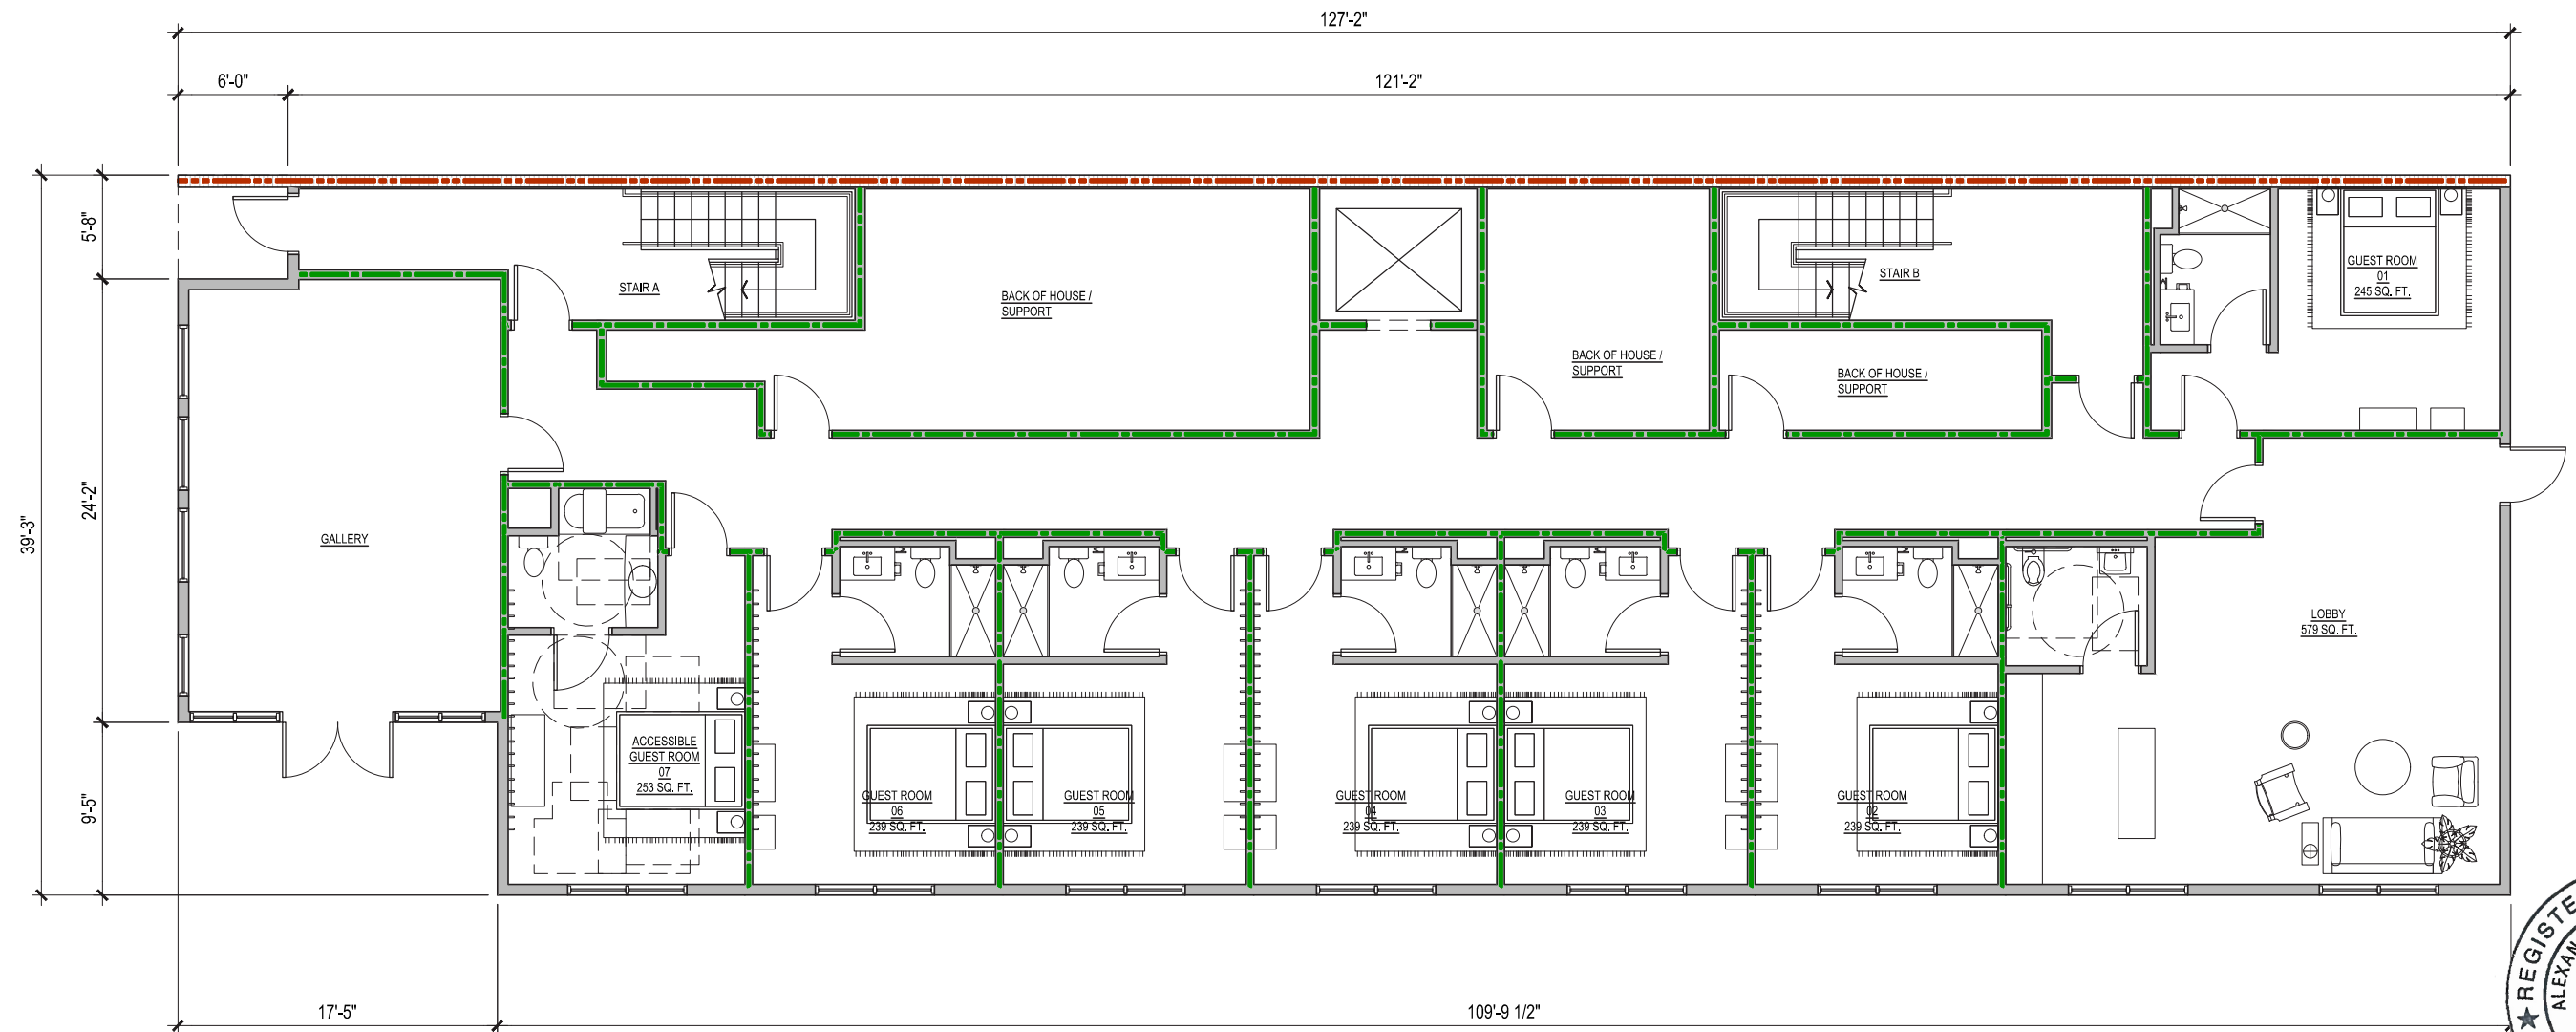 127'-2"
6'-0"
121'-2"
5'-8"
24'-2"
39'-3"
9'-5"
STAIR A
BACK OF HOUSE /
SUPPORT
BACK OF HOUSE /
SUPPORT
STAIR B
BACK OF HOUSE /
SUPPORT
GUEST ROOM
01
245 SQ. FT.
GALLERY
LOBBY
579 SQ. FT.
ACCESSIBLE
GUEST ROOM
07
253 SQ. FT.
GUEST ROOM
06
239 SQ. FT.
GUEST ROOM
05
239 SQ. FT.
GUEST ROOM
04
239 SQ. FT.
GUEST ROOM
03
239 SQ. FT.
GUEST ROOM
02
239 SQ. FT.
17'-5"
109'-9 1/2"